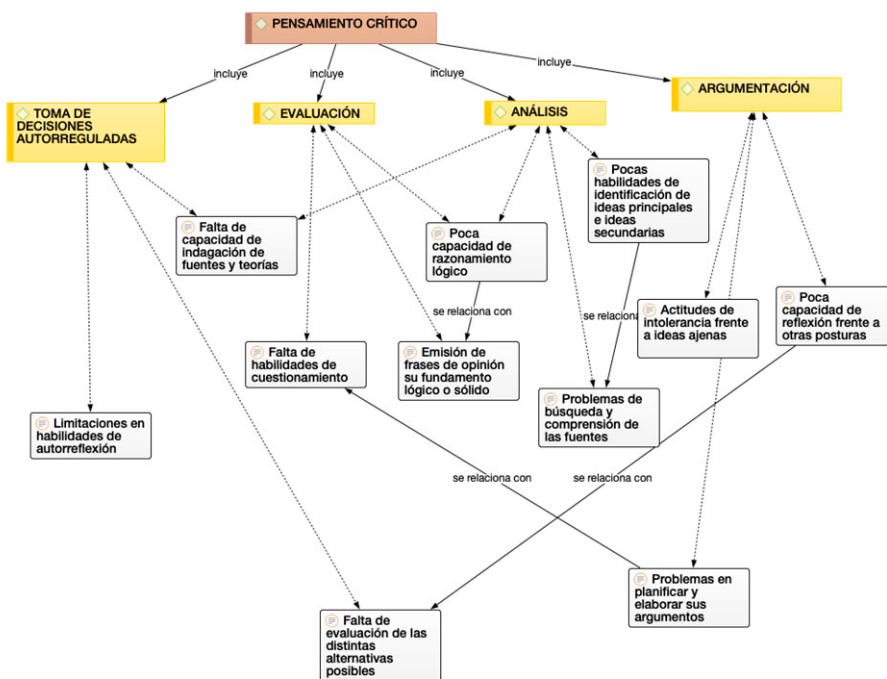 PENSAMIENTO CRÍTICO
incluye
incluye
incluye
incluye
TOMA DE
DECISIONES
AUTORREGULADAS
EVALUACIÓN
ANÁLISIS
ARGUMENTACIÓN
Pocas
habilidades de
identificación de
ideas principales
e ideas
secundarias
Falta de
capacidad de
indagación de
fuentes y teorías
Poca
capacidad de
razonamiento
lógico
Actitudes de
intolerancia frente
a ideas ajenas
Poca
capacidad de
reflexión frente a
otras posturas
se relaciona con
se relaciona
Falta de
habilidades de
cuestionamiento
Emisión de
frases de opinión
su fundamento
lógico o sólido
Problemas de
búsqueda y
comprensión de
las fuentes
Limitaciones en
habilidades de
autorreflexión
se relaciona con
se relaciona con
Problemas en
planificar y
elaborar sus
argumentos
Falta de
evaluación de las
distintas
alternativas
posibles